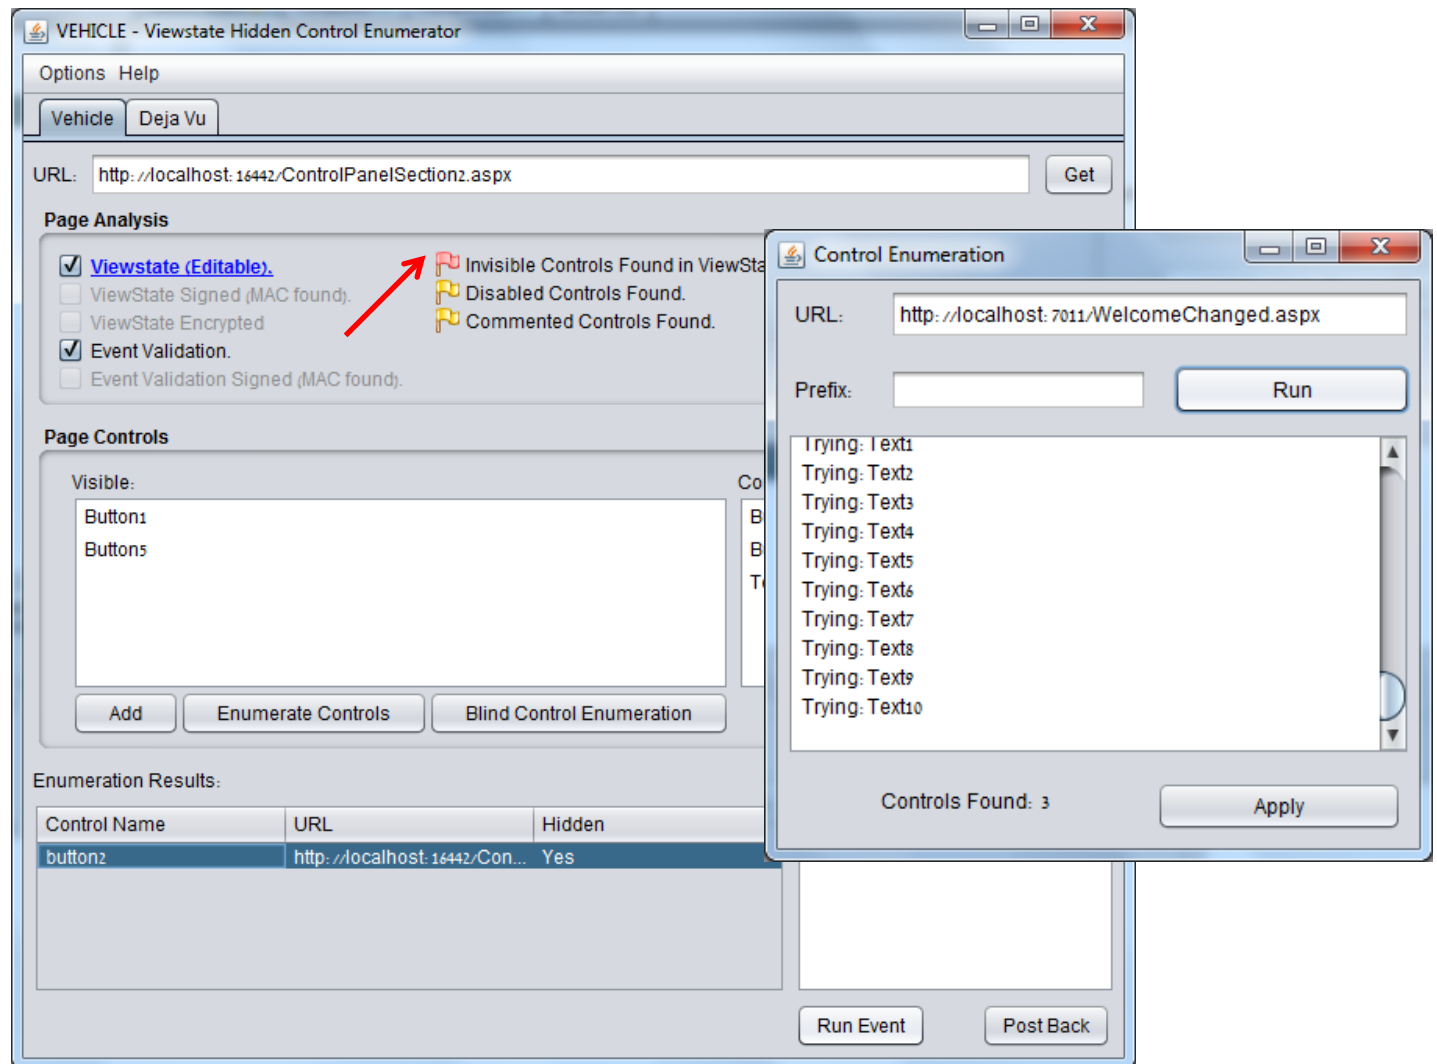 VEHICLE - Viewstate Hidden Control Enumerator
Options Help
Vehicle Deja Vu
URL: http://localhost:16442/ControlPanelSection2.aspx Get
Page Analysis
Viewstate (Editable).
ViewState Signed (MAC found).
ViewState Encrypted
Event Validation.
Event Validation Signed (MAC found).
Invisible Controls Found in ViewSta
Disabled Controls Found.
Commented Controls Found.
Page Controls
Visible:
Button1
Button5
Co
B
B
Add Enumerate Controls Blind Control Enumeration
Enumeration Results:
Control Name URL Hidden
button2 http://localhost:16442/Con... Yes
Run Event Post Back
Control Enumeration
URL: http://localhost:7011/WelcomeChanged.aspx
Prefix: Run
Trying: Text1
Trying: Text2
Trying: Text3
Trying: Text4
Trying: Text5
Trying: Text6
Trying: Text7
Trying: Text8
Trying: Text9
Trying: Text10
Controls Found: 3 Apply